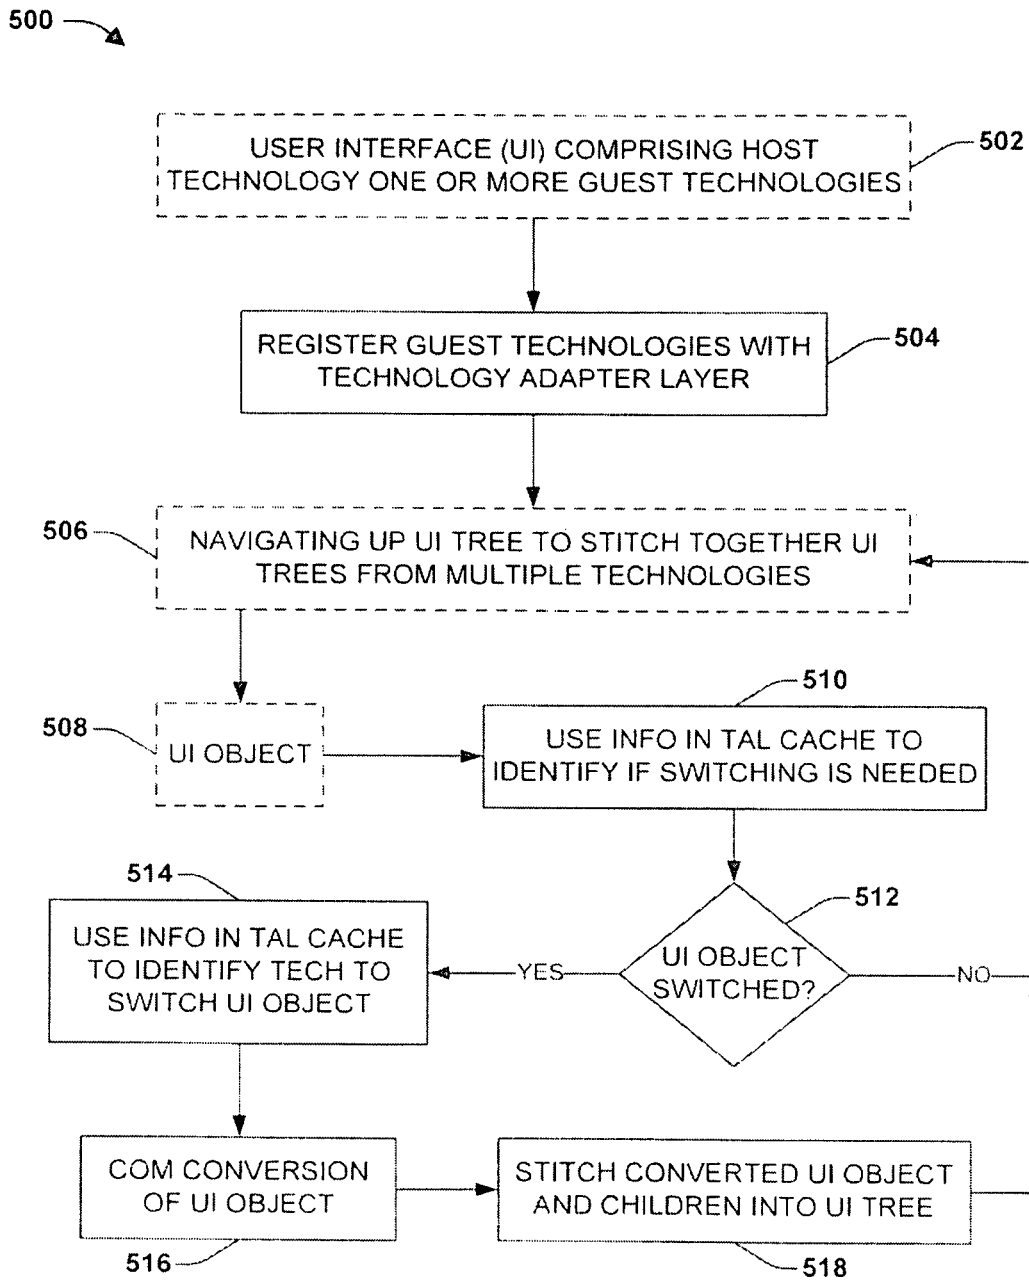 500
USER INTERFACE (UI) COMPRISING HOST
TECHNOLOGY ONE OR MORE GUEST TECHNOLOGIES
502
REGISTER GUEST TECHNOLOGIES WITH
TECHNOLOGY ADAPTER LAYER
504
506
NAVIGATING UP UI TREE TO STITCH TOGETHER UI
TREES FROM MULTIPLE TECHNOLOGIES
508
UI OBJECT
510
USE INFO IN TAL CACHE TO
IDENTIFY IF SWITCHING IS NEEDED
512
UI OBJECT
SWITCHED?
YES
NO
514
USE INFO IN TAL CACHE
TO IDENTIFY TECH TO
SWITCH UI OBJECT
COM CONVERSION
OF UI OBJECT
516
STITCH CONVERTED UI OBJECT
AND CHILDREN INTO UI TREE
518